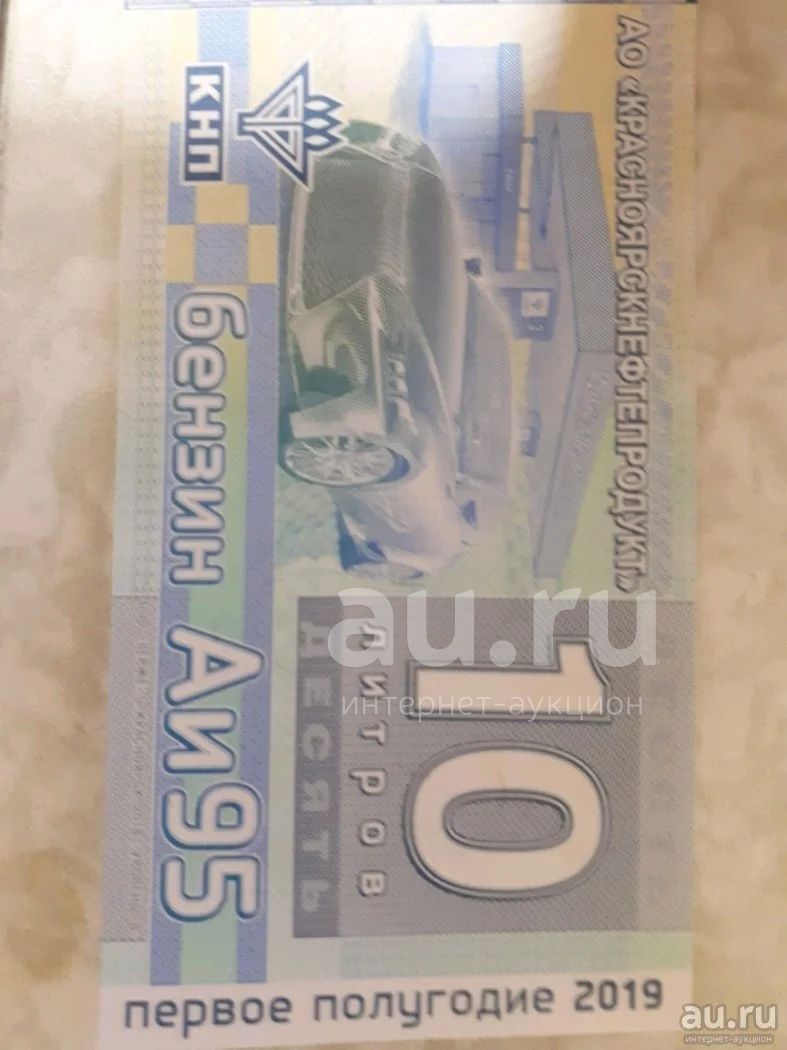 АО «КРАСНОЯРСКНЕФТЕПРОДУКТ»
КНП
бензин Аи95
10
ЛИТРОВ
ДЕСЯТЬ
первое полугодие 2019
au.ru
интернет-аукцион
au.ru
интернет-аукцион